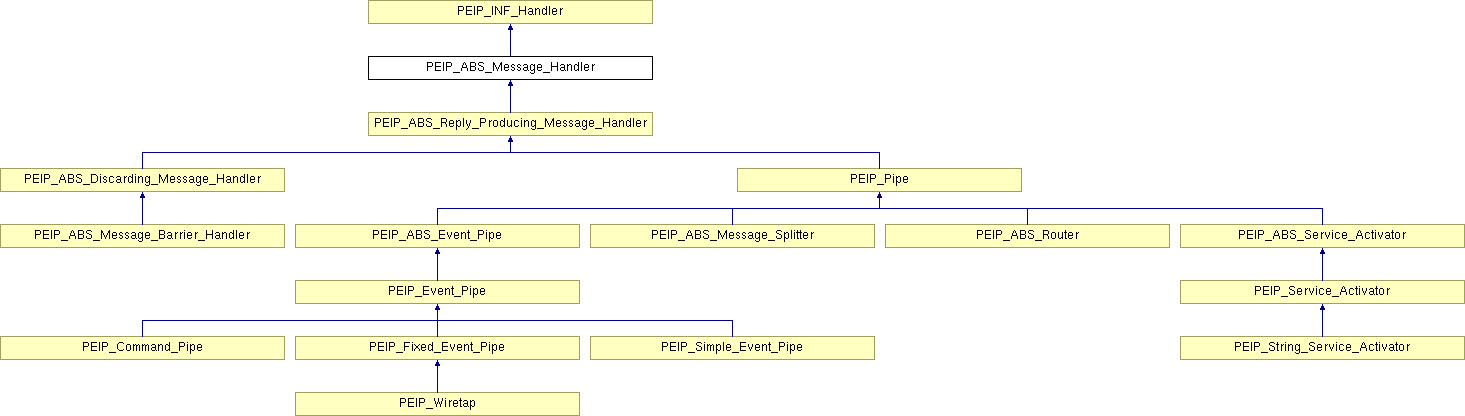 PEIP_INF_Handler
PEIP_ABS_Message_Handler
PEIP_ABS_Reply_Producing_Message_Handler
PEIP_ABS_Discarding_Message_Handler
PEIP_Pipe
PEIP_ABS_Message_Barrier_Handler
PEIP_ABS_Event_Pipe
PEIP_ABS_Message_Splitter
PEIP_ABS_Router
PEIP_ABS_Service_Activator
PEIP_Event_Pipe
PEIP_Service_Activator
PEIP_Command_Pipe
PEIP_Fixed_Event_Pipe
PEIP_Simple_Event_Pipe
PEIP_String_Service_Activator
PEIP_Wiretap